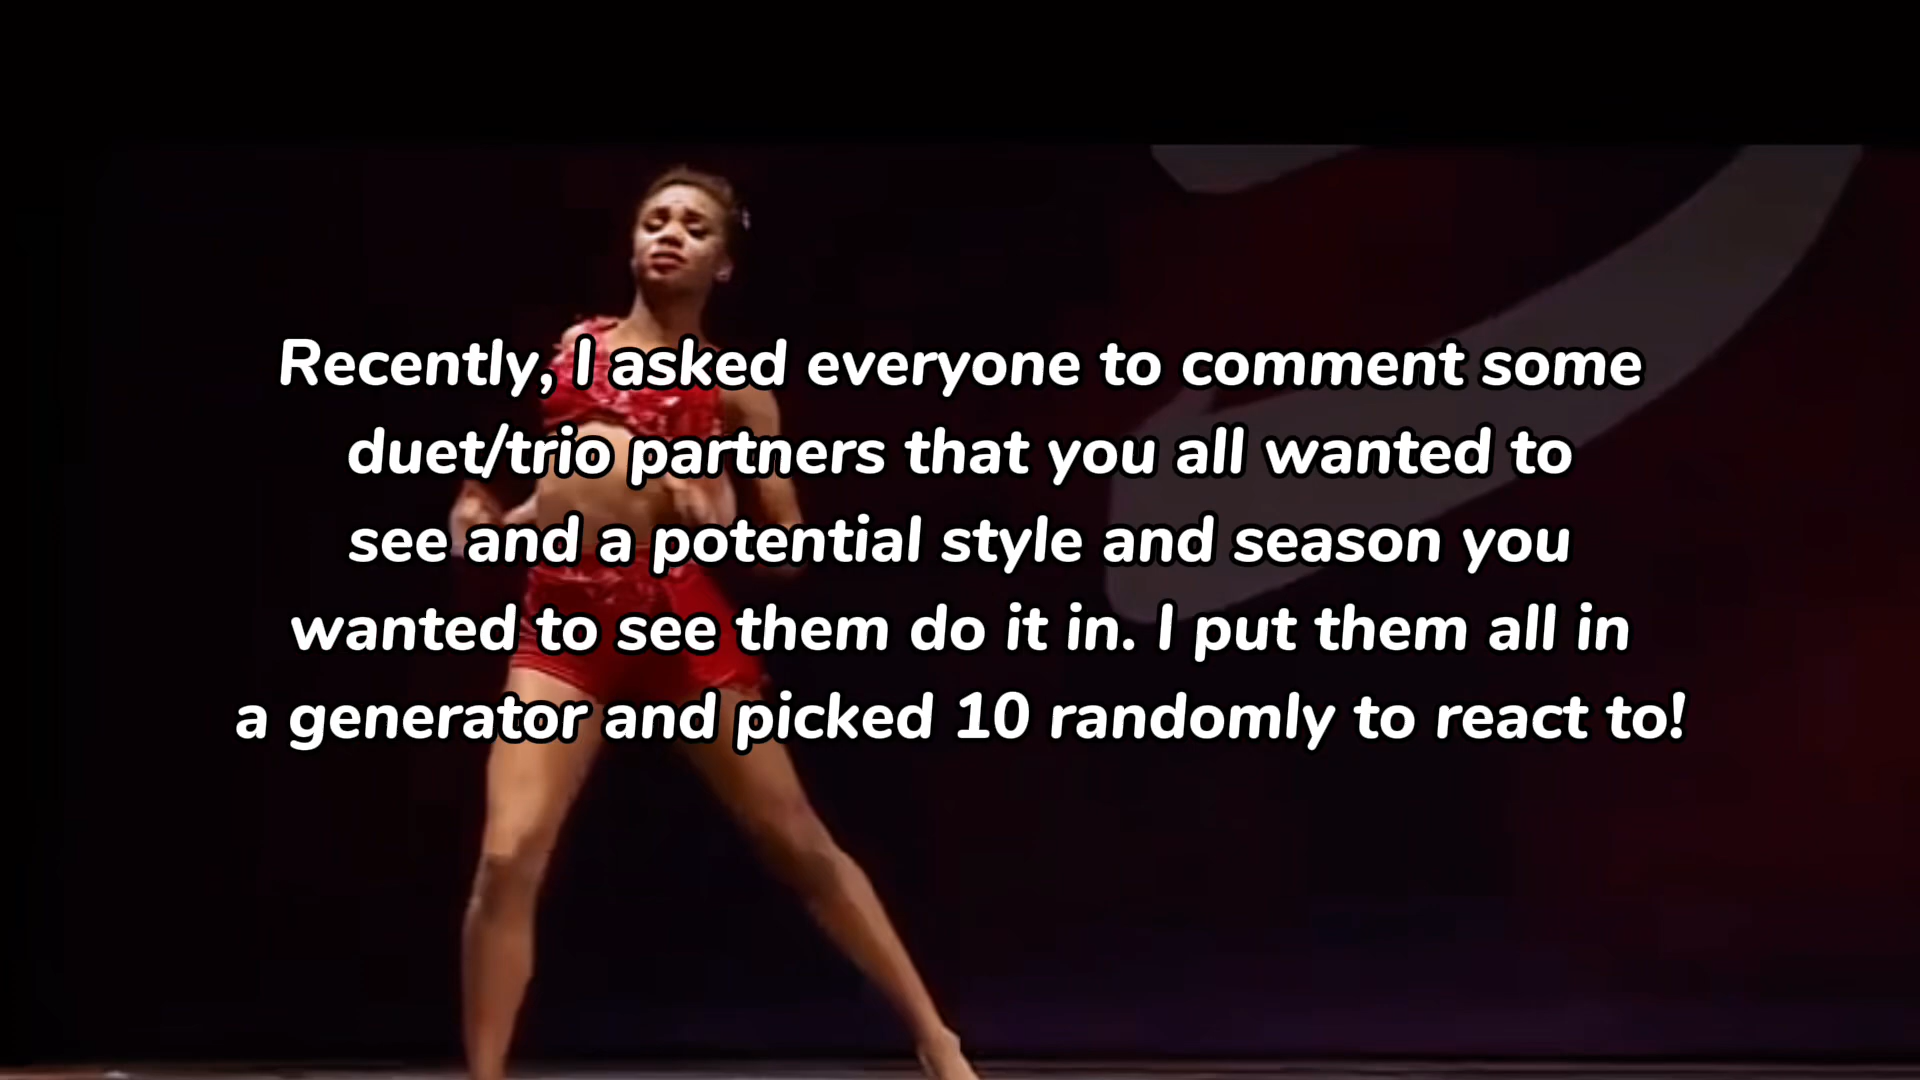 Recently, I asked everyone to comment some
duet/trio partners that you all wanted to
see and a potential style and season you
wanted to see them do it in. I put them all in
a generator and picked 10 randomly to react to!